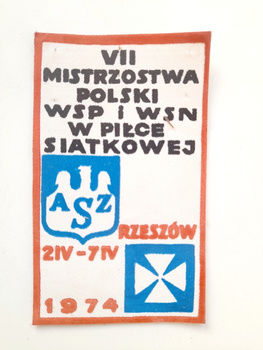 VII
MISTRZOSTWA
POLSKI
WSP i WSN
W PIŁCE
SIATKOWEJ
AZS
RZESZÓW
2IV-7IV
1974